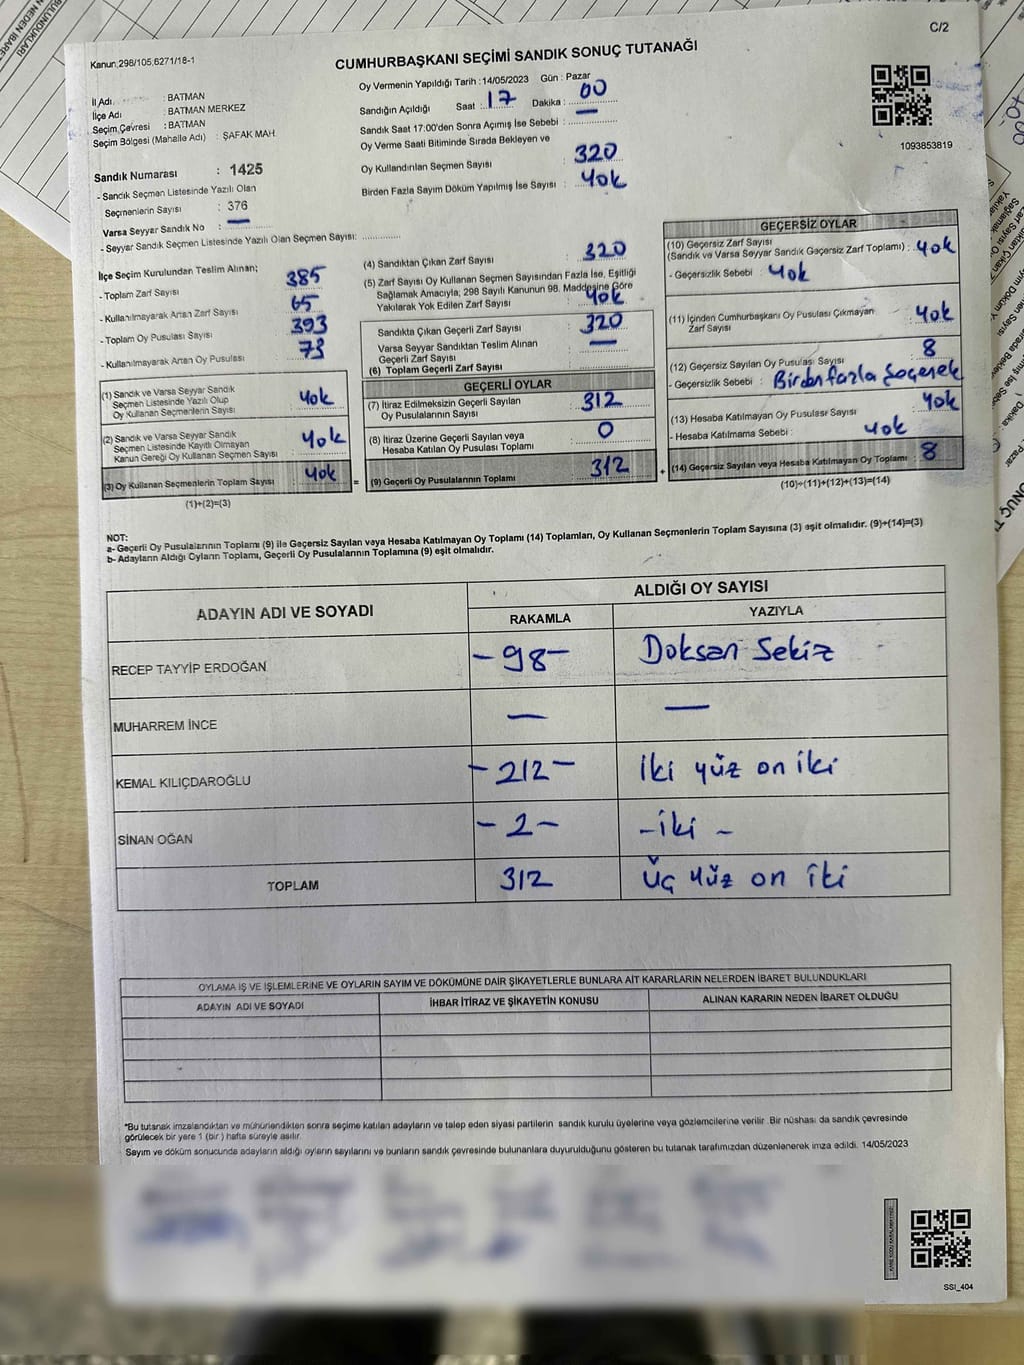 C/2
Kanun;298/105,6271/18-1
CUMHURBAŞKANI SEÇİMİ SANDIK SONUÇ TUTANAĞI
İl Adı : BATMAN
İlçe Adı : BATMAN MERKEZ
Seçim Çevresi : BATMAN
Seçim Bölgesi (Mahalle Adı) : ŞAFAK MAH.
Oy Vermenin Yapıldığı Tarih : 14/05/2023 Gün : Pazar
Sandığın Açıldığı Saat : 17 Dakika : 00
Sandık Saat 17:00'den Sonra Açmış İse Sebebi : —
Oy Verme Saati Bitiminde Sırada Bekleyen ve
Oy Kullandırılan Seçmen Sayısı : 320
Birden Fazla Sayım Döküm Yapılmış İse Sayısı : Yok
1093853819
Sandık Numarası : 1425
- Sandık Seçmen Listesinde Yazılı Olan
Seçmenlerin Sayısı : 376
Varsa Seyyar Sandık No : —
- Seyyar Sandık Seçmen Listesinde Yazılı Olan Seçmen Sayısı: ..............
İlçe Seçim Kurulundan Teslim Alınan;
- Toplam Zarf Sayısı 385
- Kullanılmayarak Artan Zarf Sayısı 65
- Toplam Oy Pusulası Sayısı 393
- Kullanılmayarak Artan Oy Pusulası 73
(1) Sandık ve Varsa Seyyar Sandık
Seçmen Listesinde Yazılı Olup
Oy Kullanan Seçmenlerin Sayısı : Yok
(2) Sandık ve Varsa Seyyar Sandık
Seçmen Listesinde Kayıtlı Olmayan
Kanun Gereği Oy Kullanan Seçmen Sayısı : Yok
(3) Oy Kullanan Seçmenlerin Toplam Sayısı : Yok
(1)+(2)=(3)
(4) Sandıktan Çıkan Zarf Sayısı : 320
(5) Zarf Sayısı Oy Kullanan Seçmen Sayısından Fazla İse, Eşitliği
Sağlamak Amacıyla; 298 Sayılı Kanunun 98. Maddesine Göre
Yakılarak Yok Edilen Zarf Sayısı : Yok
Sandıkta Çıkan Geçerli Zarf Sayısı : 320
Varsa Seyyar Sandıktan Teslim Alınan
Geçerli Zarf Sayısı : —
(6) Toplam Geçerli Zarf Sayısı :
GEÇERLİ OYLAR
(7) İtiraz Edilmeksizin Geçerli Sayılan
Oy Pusulalarının Sayısı : 312
(8) İtiraz Üzerine Geçerli Sayılan veya
Hesaba Katılan Oy Pusulası Toplamı : 0
= (9) Geçerli Oy Pusulalarının Toplamı : 312
GEÇERSİZ OYLAR
(10) Geçersiz Zarf Sayısı
(Sandık ve Varsa Seyyar Sandık Geçersiz Zarf Toplamı) : Yok
- Geçersizlik Sebebi : Yok
(11) İçinden Cumhurbaşkanı Oy Pusulası Çıkmayan
Zarf Sayısı : Yok
(12) Geçersiz Sayılan Oy Pusulası Sayısı : 8
- Geçersizlik Sebebi : Birden fazla Seçenek
(13) Hesaba Katılmayan Oy Pusulası Sayısı : Yok
- Hesaba Katılmama Sebebi : Yok
+ (14) Geçersiz Sayılan veya Hesaba Katılmayan Oy Toplamı : 8
(10)+(11)+(12)+(13)=(14)
NOT:
a- Geçerli Oy Pusulalarının Toplamı (9) ile Geçersiz Sayılan veya Hesaba Katılmayan Oy Toplamı (14) Toplamları, Oy Kullanan Seçmenlerin Toplam Sayısına (3) eşit olmalıdır. (9)+(14)=(3)
b- Adayların Aldığı Oyların Toplamı, Geçerli Oy Pusulalarının Toplamına (9) eşit olmalıdır.
ADAYIN ADI VE SOYADI ALDIĞI OY SAYISI
RAKAMLA YAZIYLA
RECEP TAYYİP ERDOĞAN -98- Doksan Sekiz
MUHARREM İNCE — —
KEMAL KILIÇDAROĞLU -212- İki yüz on iki
SİNAN OĞAN -2- -iki-
TOPLAM 312 Üç yüz on iki
OYLAMA İŞ VE İŞLEMLERİNE VE OYLARIN SAYIM VE DÖKÜMÜNE DAİR ŞİKAYETLERLE BUNLARA AİT KARARLARIN NELERDEN İBARET BULUNDUKLARI
ADAYIN ADI VE SOYADI İHBAR İTİRAZ VE ŞİKAYETİN KONUSU ALINAN KARARIN NEDEN İBARET OLDUĞU
*Bu tutanak imzalandıktan ve mühürlendikten sonra seçime katılan adayların ve talep eden siyasi partilerin sandık kurulu üyelerine veya gözlemcilerine verilir. Bir nüshası da sandık çevresinde
görülecek bir yere 1 (bir) hafta süreyle asılır.
Sayım ve döküm sonucunda adayların aldığı oyların sayılarını ve bunların sandık çevresinde bulunanlara duyurulduğunu gösteren bu tutanak tarafımızdan düzenlenerek imza edildi. 14/05/2023
SSI_404